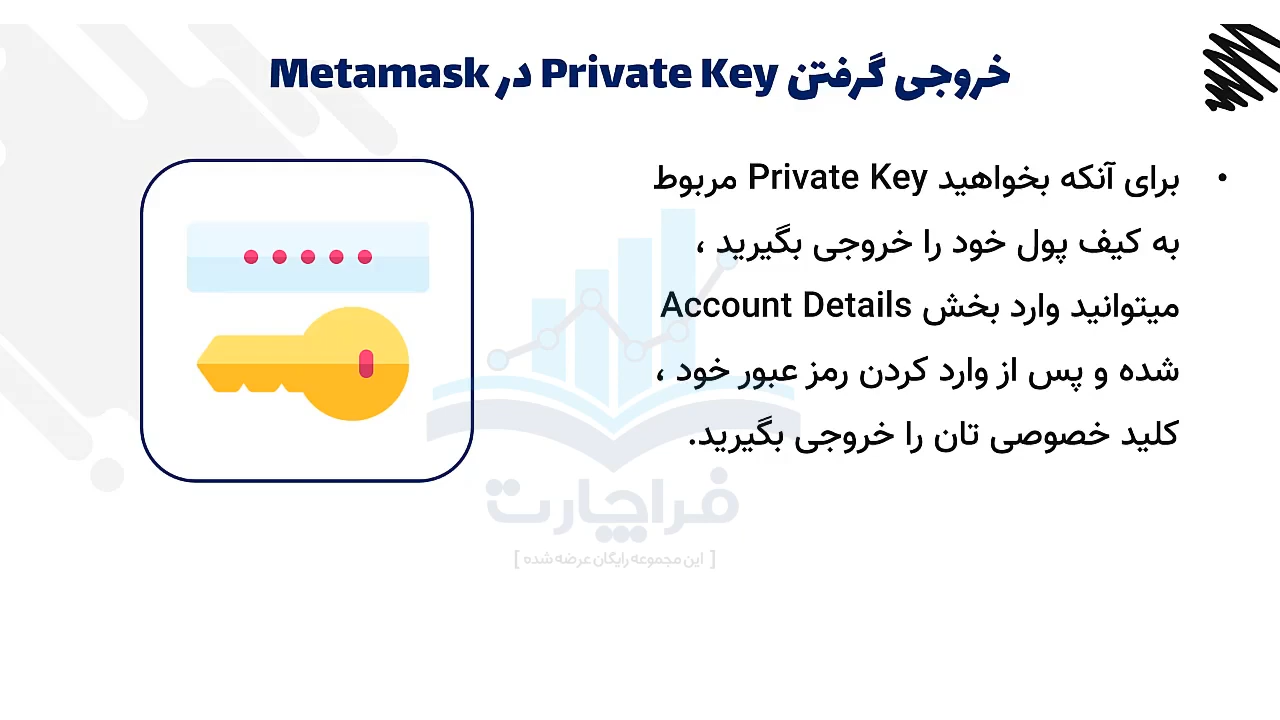 خروجی گرفتن Private Key در Metamask
• برای آنکه بخواهید Private Key مربوط
به کیف پول خود را خروجی بگیرید ،
میتوانید وارد بخش Account Details
شده و پس از وارد کردن رمز عبور خود ،
کلید خصوصی تان را خروجی بگیرید.
فراچارت
[ این مجموعه رایگان عرضه شده ]